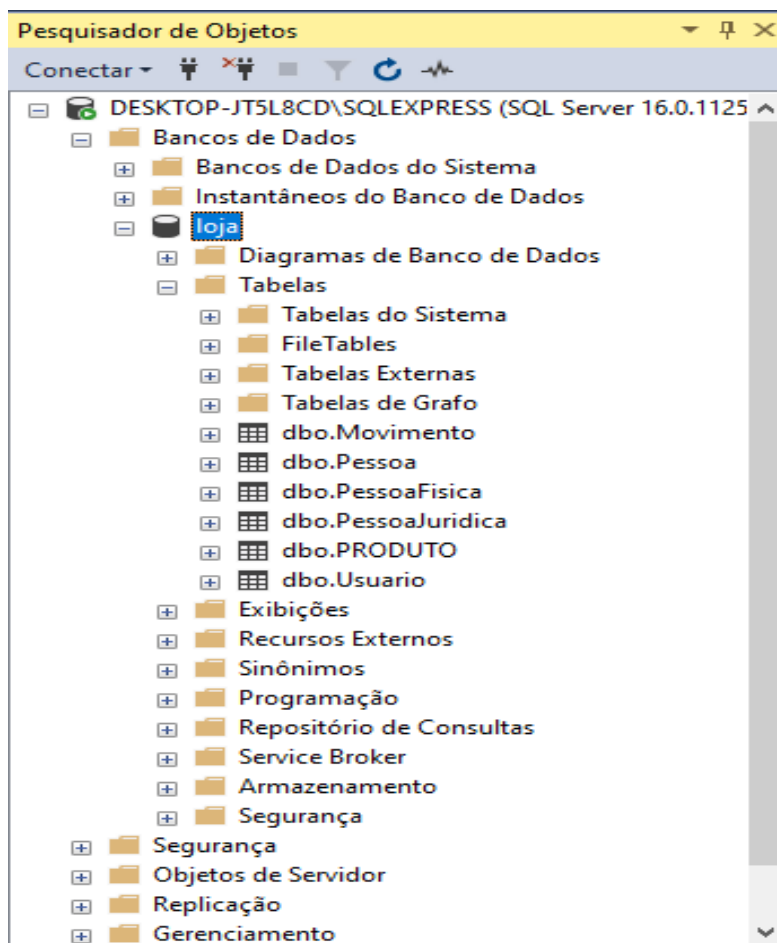 Pesquisador de Objetos
Conectar
DESKTOP-JT5L8CD\SQLEXPRESS (SQL Server 16.0.1125
Bancos de Dados
Bancos de Dados do Sistema
Instantâneos do Banco de Dados
loja
Diagramas de Banco de Dados
Tabelas
Tabelas do Sistema
FileTables
Tabelas Externas
Tabelas de Grafo
dbo.Movimento
dbo.Pessoa
dbo.PessoaFisica
dbo.PessoaJuridica
dbo.PRODUTO
dbo.Usuario
Exibições
Recursos Externos
Sinônimos
Programação
Repositório de Consultas
Service Broker
Armazenamento
Segurança
Segurança
Objetos de Servidor
Replicação
Gerenciamento